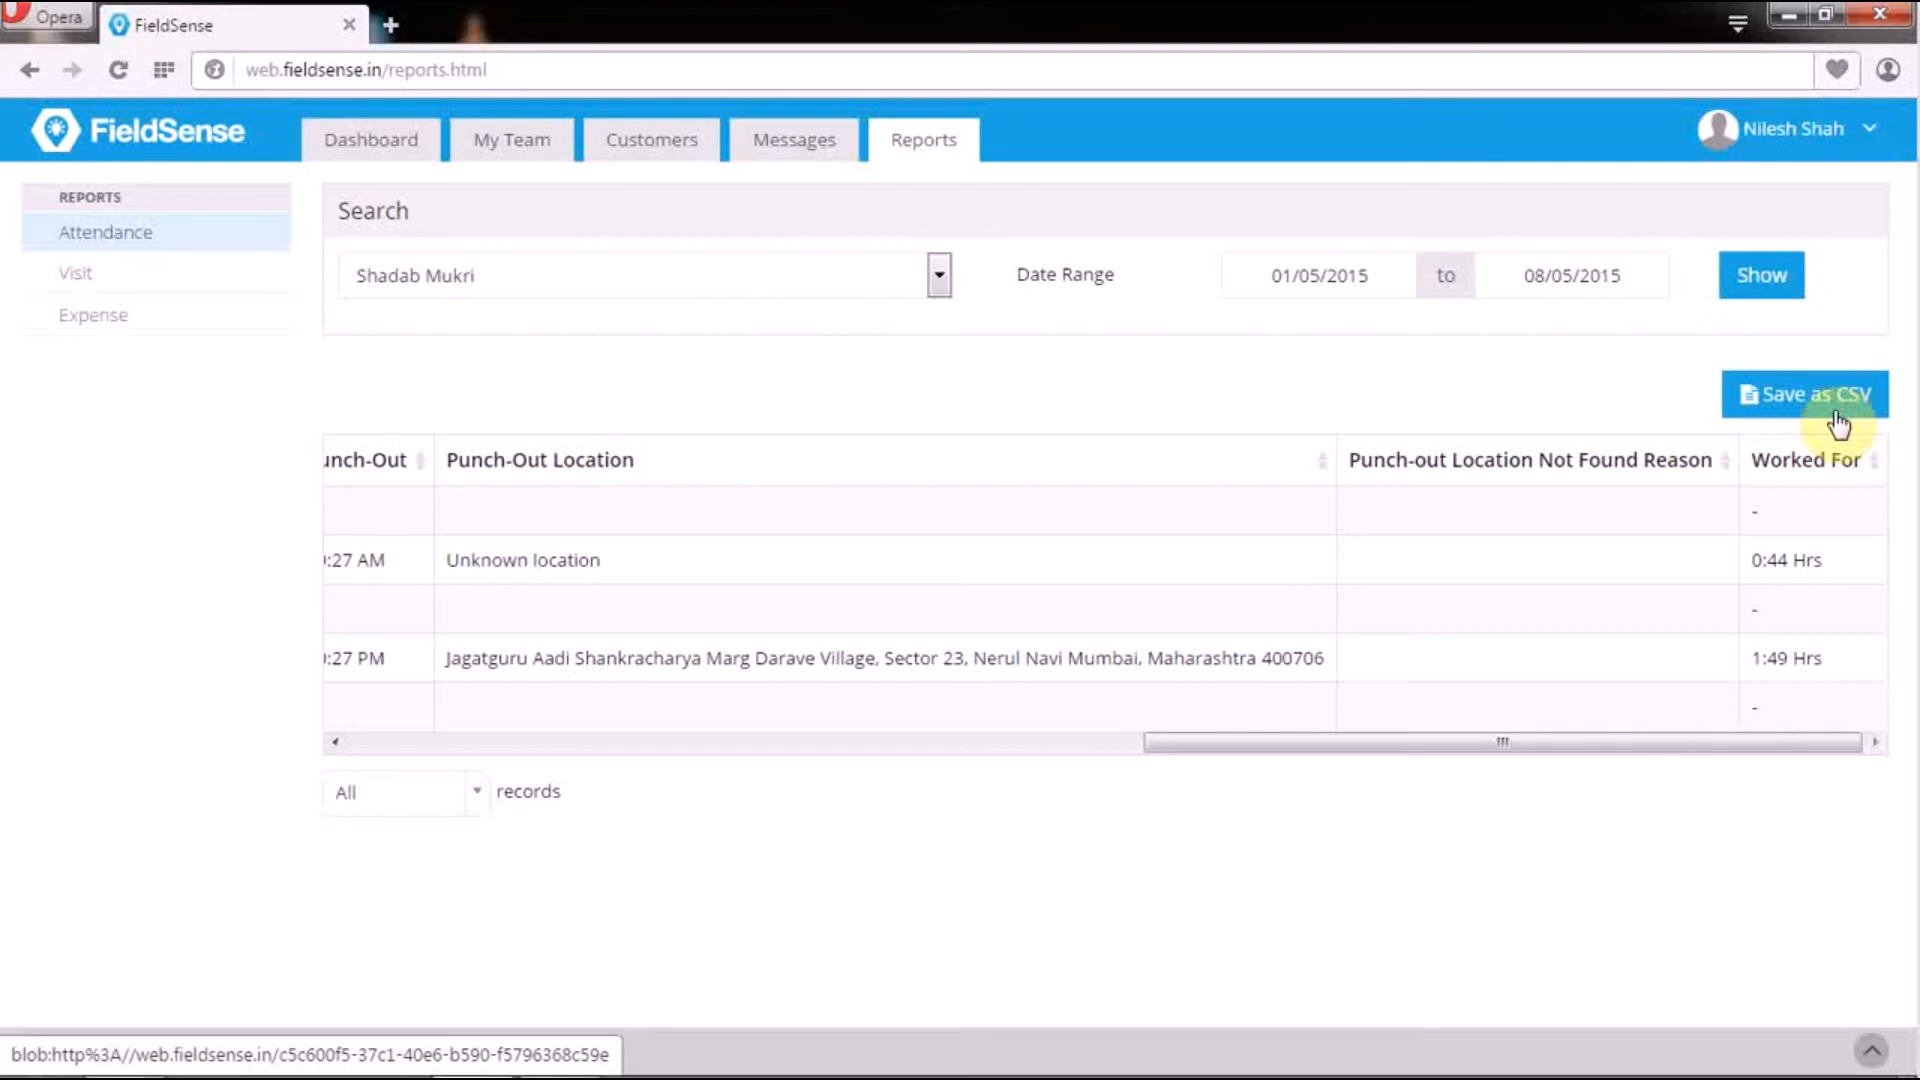 Opera
FieldSense
web.fieldsense.in/reports.html
FieldSense
Dashboard
My Team
Customers
Messages
Reports
Nilesh Shah
REPORTS
Attendance
Visit
Expense
Search
Shadab Mukri
Date Range
01/05/2015
to
08/05/2015
Show
Save as CSV
unch-Out
Punch-Out Location
Punch-out Location Not Found Reason
Worked For
-
:27 AM
Unknown location
0:44 Hrs
-
:27 PM
Jagatguru Aadi Shankracharya Marg Darave Village, Sector 23, Nerul Navi Mumbai, Maharashtra 400706
1:49 Hrs
-
All
records
blob:http%3A//web.fieldsense.in/c5c600f5-37c1-40e6-b590-f5796368c59e